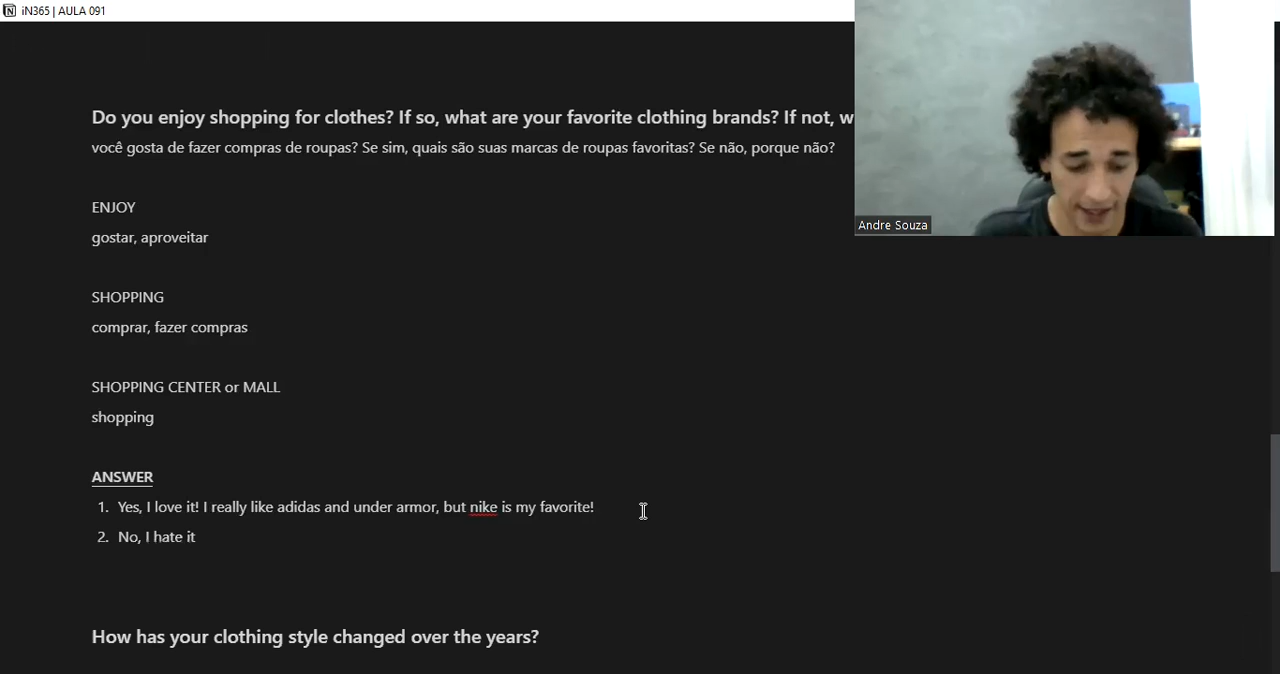 iN365 | AULA 091
Do you enjoy shopping for clothes? If so, what are your favorite clothing brands? If not, w
você gosta de fazer compras de roupas? Se sim, quais são suas marcas de roupas favoritas? Se não, porque não?
Andre Souza
ENJOY
gostar, aproveitar
SHOPPING
comprar, fazer compras
SHOPPING CENTER or MALL
shopping
ANSWER
1. Yes, I love it! I really like adidas and under armor, but nike is my favorite!
2. No, I hate it
How has your clothing style changed over the years?